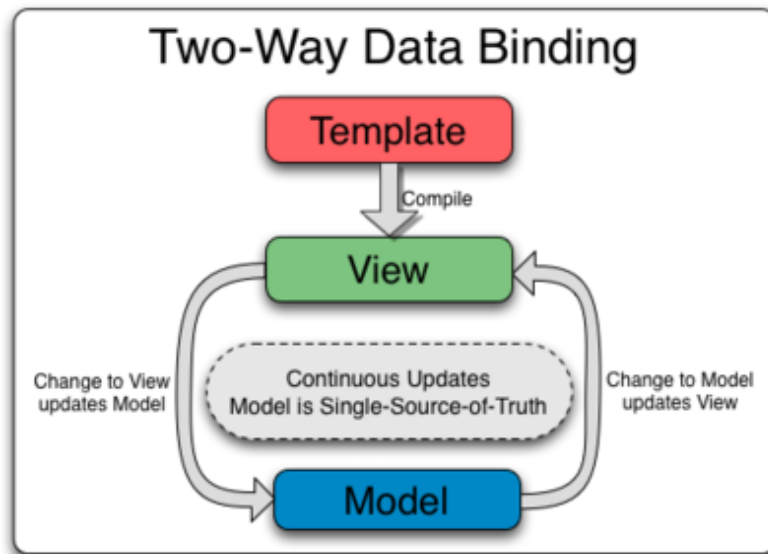 Two-Way Data Binding
Template
Compile
View
Change to View
updates Model
Continuous Updates
Model is Single-Source-of-Truth
Change to Model
updates View
Model